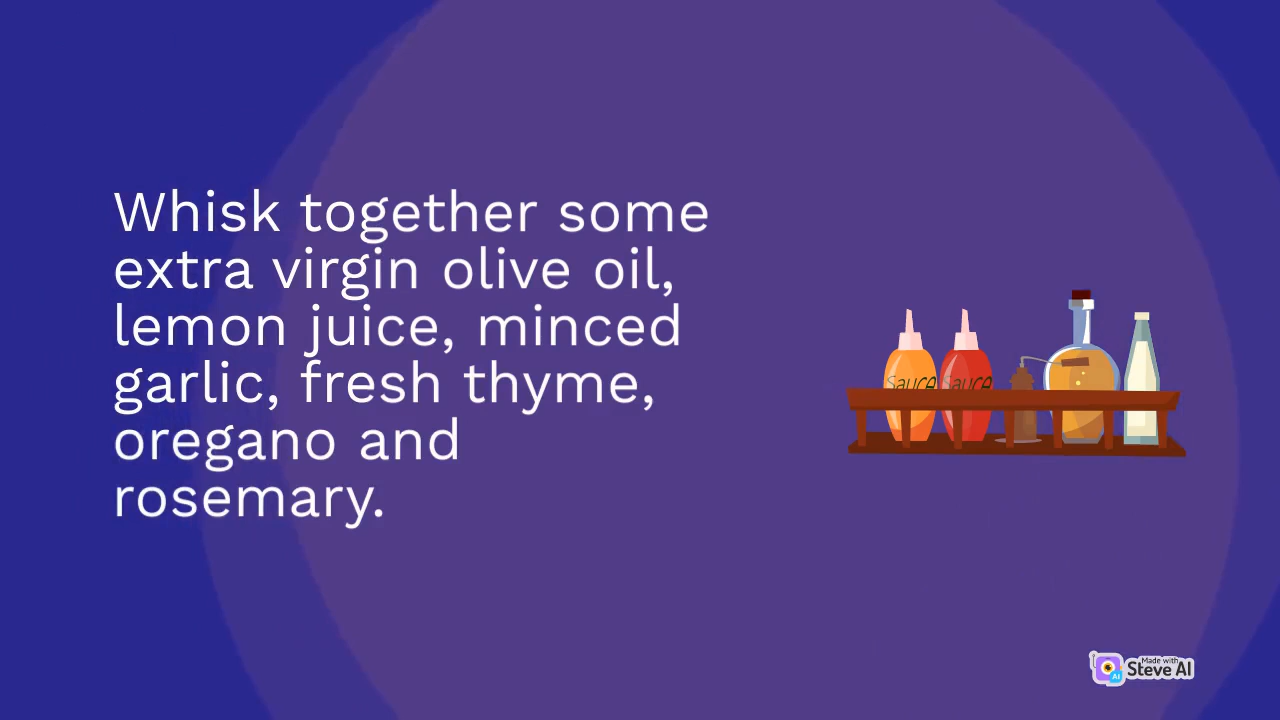 Whisk together some
extra virgin olive oil,
lemon juice, minced
garlic, fresh thyme,
oregano and
rosemary.
Sauce Sauce
Made with
Steve AI
AI